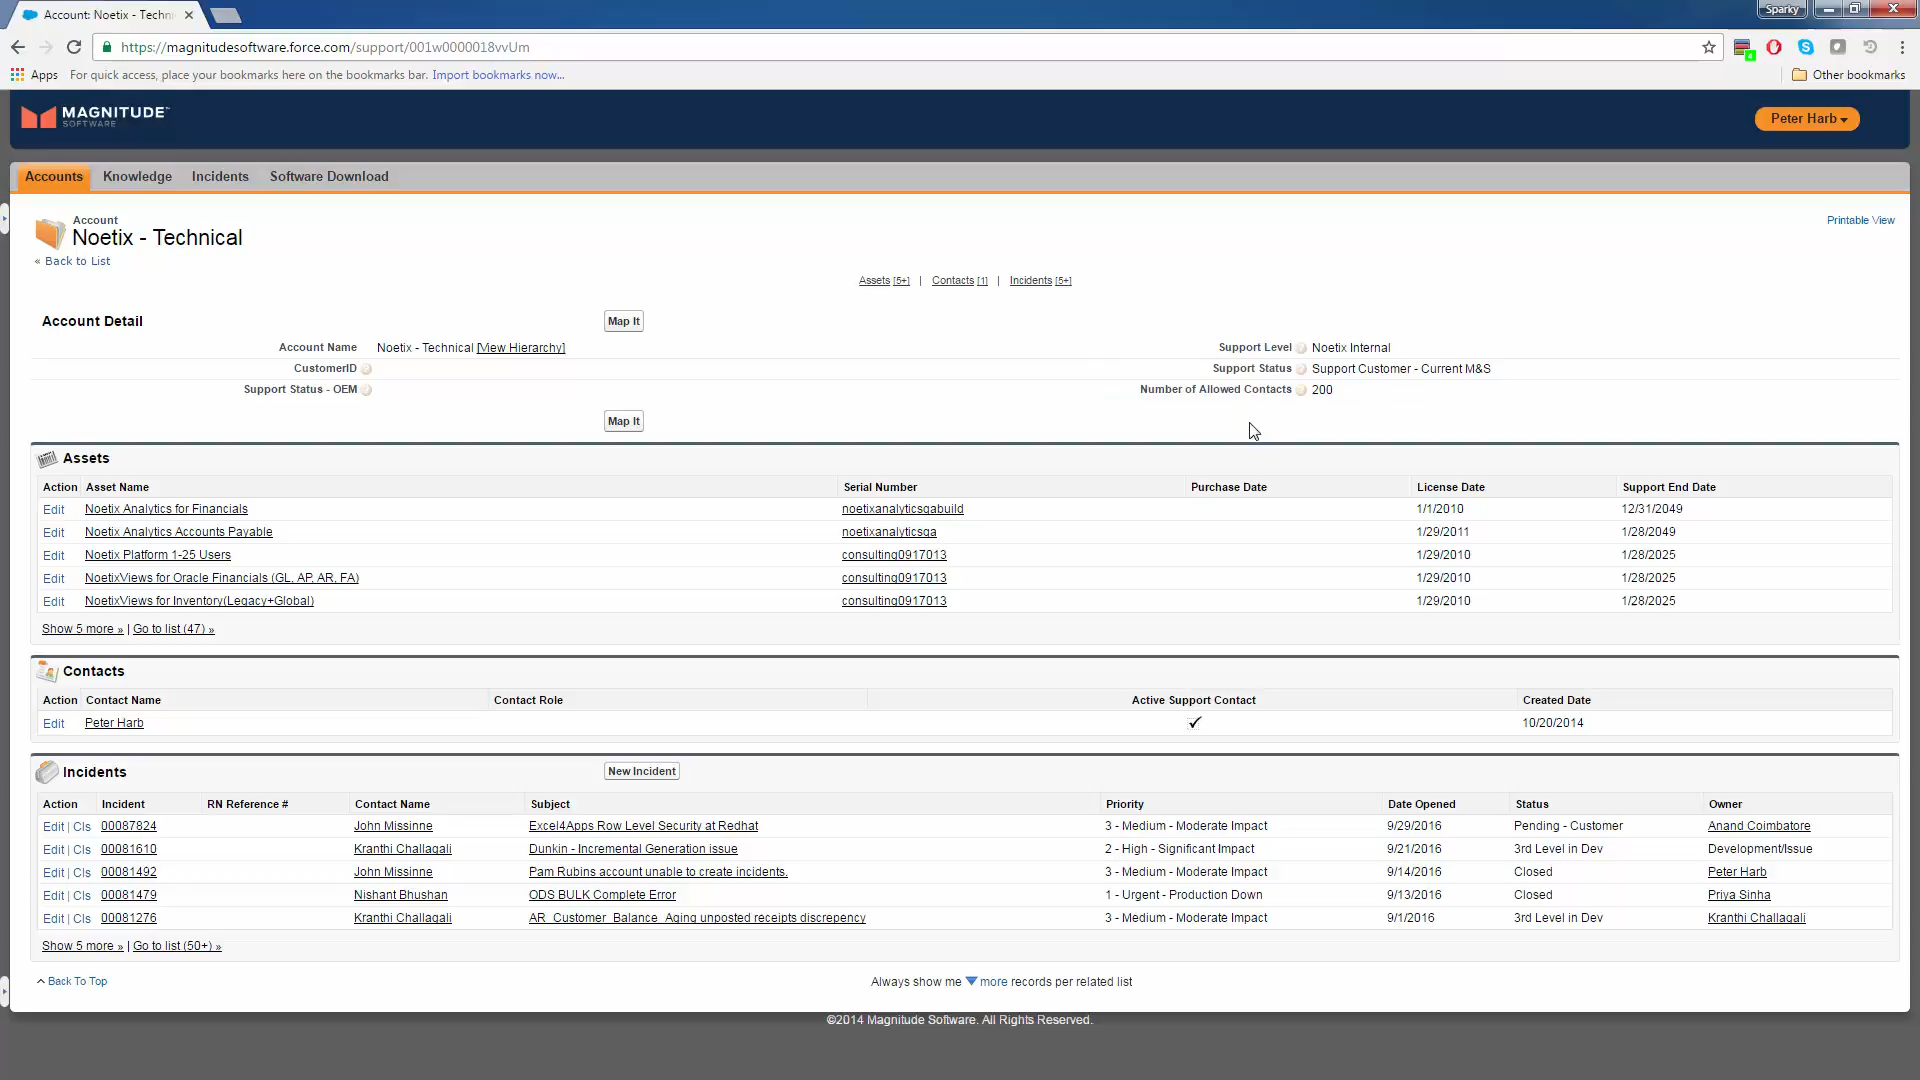 Account: Noetix - Techn
Sparky
https://magnitudesoftware.force.com/support/001w0000018vvUm
Apps For quick access, place your bookmarks here on the bookmarks bar. Import bookmarks now... Other bookmarks
MAGNITUDE
SOFTWARE
Peter Harb
Accounts Knowledge Incidents Software Download
Account
Noetix - Technical
Printable View
« Back to List
Assets [5+] | Contacts [1] | Incidents [5+]
Account Detail Map It
Account Name Noetix - Technical [View Hierarchy] Support Level Noetix Internal
CustomerID Support Status Support Customer - Current M&S
Support Status - OEM Number of Allowed Contacts 200
Map It
Assets
Action Asset Name Serial Number Purchase Date License Date Support End Date
Edit Noetix Analytics for Financials noetixanalyticsqabuild 1/1/2010 12/31/2049
Edit Noetix Analytics Accounts Payable noetixanalyticsqa 1/29/2011 1/28/2049
Edit Noetix Platform 1-25 Users consulting0917013 1/29/2010 1/28/2025
Edit NoetixViews for Oracle Financials (GL, AP, AR, FA) consulting0917013 1/29/2010 1/28/2025
Edit NoetixViews for Inventory(Legacy+Global) consulting0917013 1/29/2010 1/28/2025
Show 5 more » | Go to list (47) »
Contacts
Action Contact Name Contact Role Active Support Contact Created Date
Edit Peter Harb ✓ 10/20/2014
Incidents New Incident
Action Incident RN Reference # Contact Name Subject Priority Date Opened Status Owner
Edit | Cls 00087824 John Missinne Excel4Apps Row Level Security at Redhat 3 - Medium - Moderate Impact 9/29/2016 Pending - Customer Anand Coimbatore
Edit | Cls 00081610 Kranthi Challagali Dunkin - Incremental Generation issue 2 - High - Significant Impact 9/21/2016 3rd Level in Dev Development/Issue
Edit | Cls 00081492 John Missinne Pam Rubins account unable to create incidents. 3 - Medium - Moderate Impact 9/14/2016 Closed Peter Harb
Edit | Cls 00081479 Nishant Bhushan ODS BULK Complete Error 1 - Urgent - Production Down 9/13/2016 Closed Priya Sinha
Edit | Cls 00081276 Kranthi Challagali AR_Customer_Balance_Aging unposted receipts discrepency 3 - Medium - Moderate Impact 9/1/2016 3rd Level in Dev Kranthi Challagali
Show 5 more » | Go to list (50+) »
Back To Top Always show me more records per related list
©2014 Magnitude Software. All Rights Reserved.